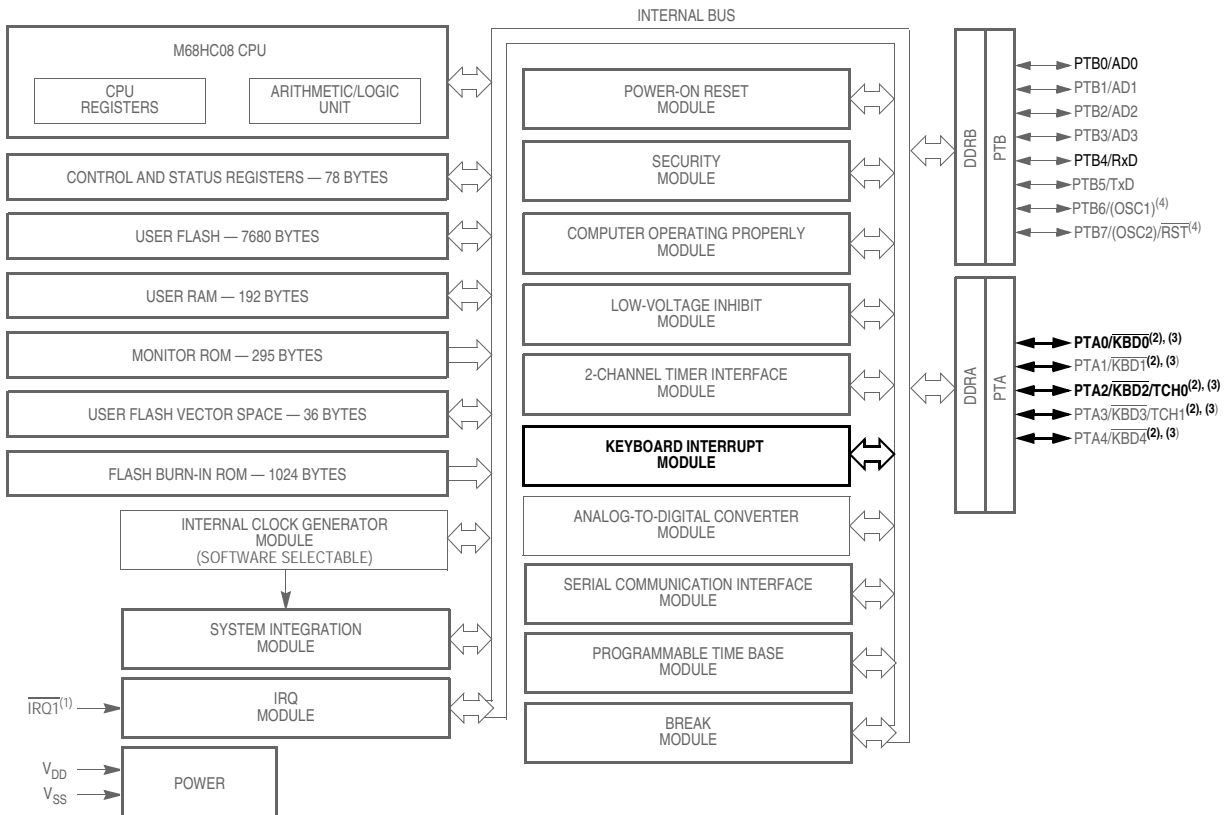 INTERNAL BUS
M68HC08 CPU
CPU
REGISTERS
ARITHMETIC/LOGIC
UNIT
CONTROL AND STATUS REGISTERS — 78 BYTES
USER FLASH — 7680 BYTES
USER RAM — 192 BYTES
MONITOR ROM — 295 BYTES
USER FLASH VECTOR SPACE — 36 BYTES
FLASH BURN-IN ROM — 1024 BYTES
INTERNAL CLOCK GENERATOR
MODULE
(SOFTWARE SELECTABLE)
SYSTEM INTEGRATION
MODULE
IRQ1(1)
IRQ
MODULE
VDD
VSS
POWER
POWER-ON RESET
MODULE
SECURITY
MODULE
COMPUTER OPERATING PROPERLY
MODULE
LOW-VOLTAGE INHIBIT
MODULE
2-CHANNEL TIMER INTERFACE
MODULE
KEYBOARD INTERRUPT
MODULE
ANALOG-TO-DIGITAL CONVERTER
MODULE
SERIAL COMMUNICATION INTERFACE
MODULE
PROGRAMMABLE TIME BASE
MODULE
BREAK
MODULE
DDRB
PTB
PTB0/AD0
PTB1/AD1
PTB2/AD2
PTB3/AD3
PTB4/RxD
PTB5/TxD
PTB6/(OSC1)(4)
PTB7/(OSC2)/RST(4)
DDRA
PTA
PTA0/KBD0(2), (3)
PTA1/KBD1(2), (3)
PTA2/KBD2/TCH0(2), (3)
PTA3/KBD3/TCH1(2), (3)
PTA4/KBD4(2), (3)